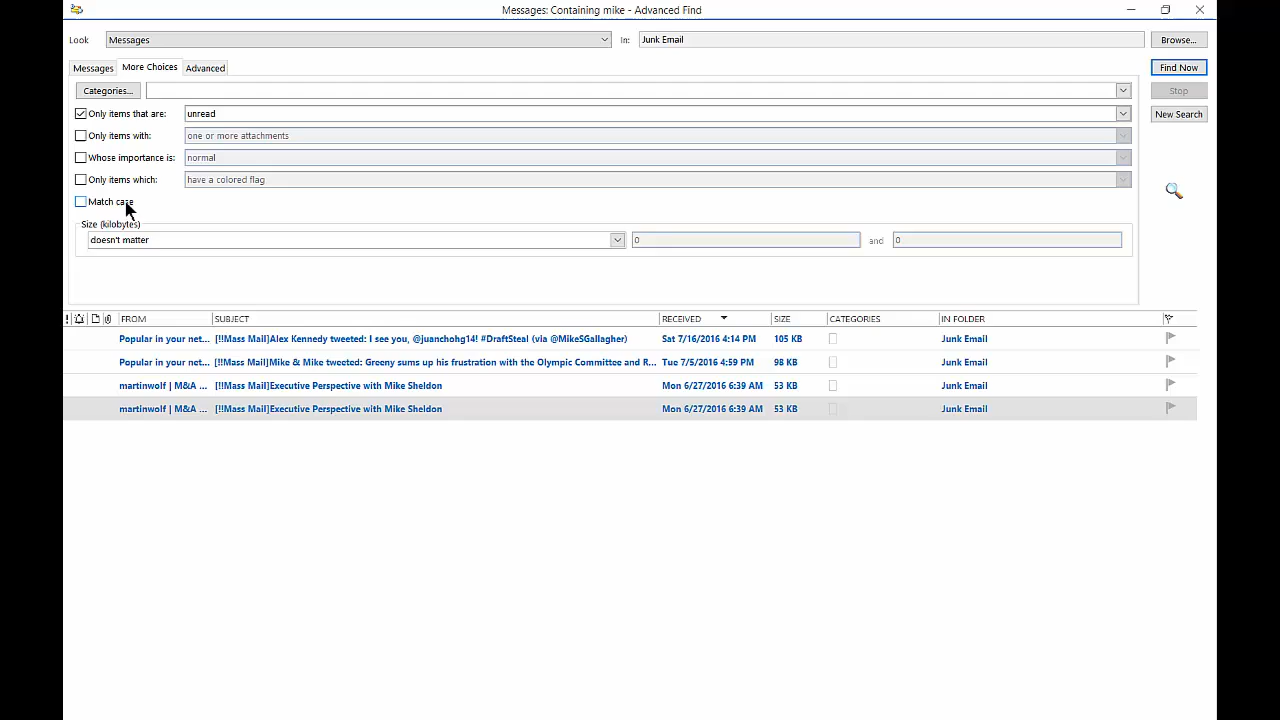 Messages: Containing mike - Advanced Find
Look Messages In: Junk Email Browse...
Messages More Choices Advanced Find Now
Categories... Stop
Only items that are: unread New Search
Only items with: one or more attachments
Whose importance is: normal
Only items which: have a colored flag
Match case
Size (kilobytes)
doesn't matter 0 and 0
! FROM SUBJECT RECEIVED SIZE CATEGORIES IN FOLDER
Popular in your net... [!!Mass Mail]Alex Kennedy tweeted: I see you, @juanchohg14! #DraftSteal (via @MikeSGallagher) Sat 7/16/2016 4:14 PM 105 KB Junk Email
Popular in your net... [!!Mass Mail]Mike & Mike tweeted: Greeny sums up his frustration with the Olympic Committee and R... Tue 7/5/2016 4:59 PM 98 KB Junk Email
martinwolf | M&A ... [!!Mass Mail]Executive Perspective with Mike Sheldon Mon 6/27/2016 6:39 AM 53 KB Junk Email
martinwolf | M&A ... [!!Mass Mail]Executive Perspective with Mike Sheldon Mon 6/27/2016 6:39 AM 53 KB Junk Email